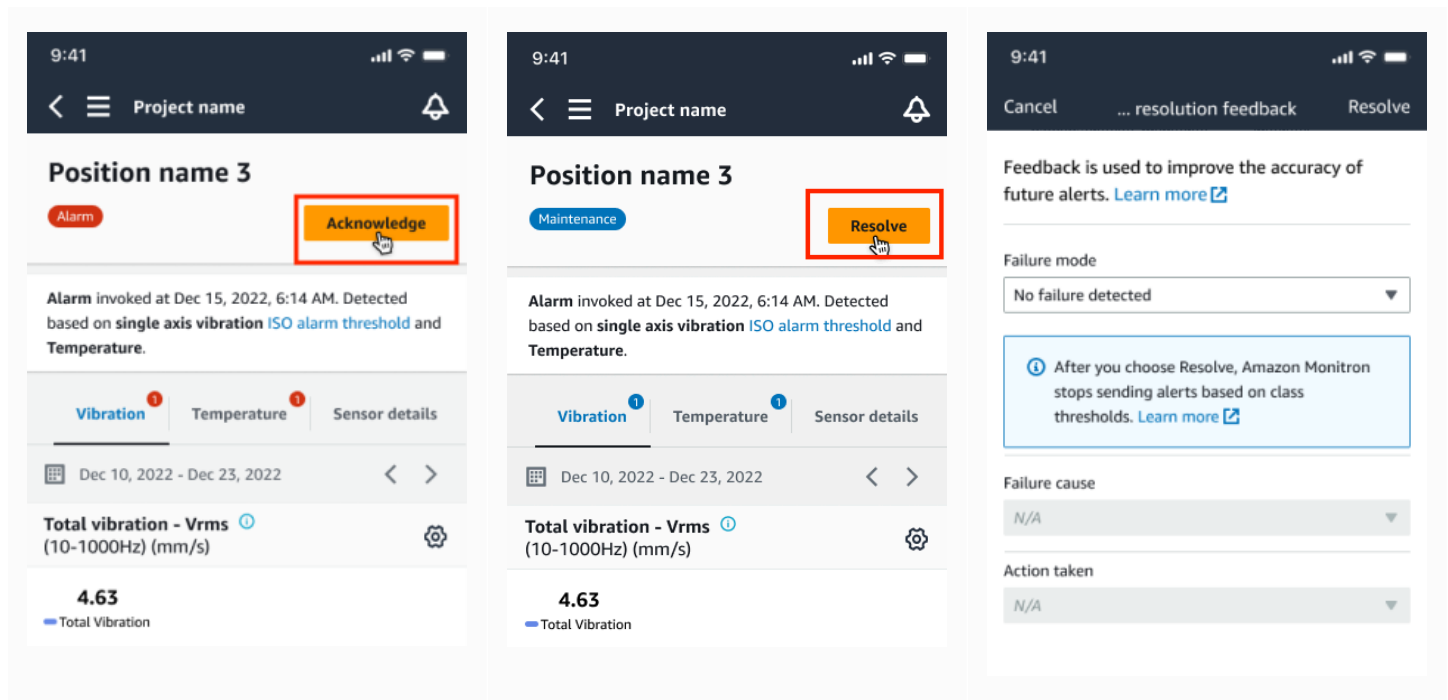 9:41
Project name
Position name 3
Alarm
Acknowledge
Alarm invoked at Dec 15, 2022, 6:14 AM. Detected
based on single axis vibration ISO alarm threshold and
Temperature.
Vibration 1
Temperature 1
Sensor details
Dec 10, 2022 - Dec 23, 2022
Total vibration - Vrms
(10-1000Hz) (mm/s)
4.63
Total Vibration
9:41
Project name
Position name 3
Maintenance
Resolve
Alarm invoked at Dec 15, 2022, 6:14 AM. Detected
based on single axis vibration ISO alarm threshold and
Temperature.
Vibration 1
Temperature 1
Sensor details
Dec 10, 2022 - Dec 23, 2022
Total vibration - Vrms
(10-1000Hz) (mm/s)
4.63
Total Vibration
9:41
Cancel
... resolution feedback
Resolve
Feedback is used to improve the accuracy of
future alerts. Learn more
Failure mode
No failure detected
After you choose Resolve, Amazon Monitron
stops sending alerts based on class
thresholds. Learn more
Failure cause
N/A
Action taken
N/A